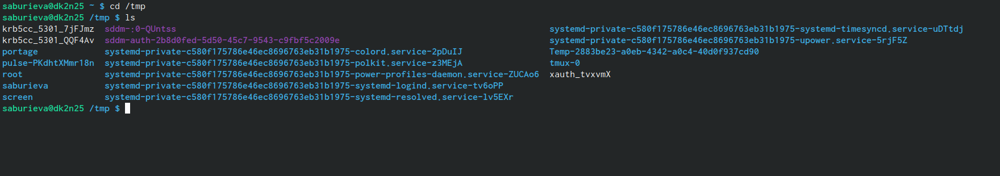 saburieva@dk2n25 ~ $ cd /tmp
saburieva@dk2n25 /tmp $ ls
krb5cc_5301_7jFJmz  sddm-:0-QUntss  systemd-private-c580f175786e46ec8696763eb31b1975-systemd-timesyncd.service-uDTtdj
krb5cc_5301_QQF4Av  sddm-auth-2b8d0fed-5d50-45c7-9543-c9fbf5c2009e  systemd-private-c580f175786e46ec8696763eb31b1975-upower.service-5rjF5Z
portage  systemd-private-c580f175786e46ec8696763eb31b1975-colord.service-2pDuIJ  Temp-2883be23-a0eb-4342-a0c4-40d0f937cd90
pulse-PKdhtXMmr18n  systemd-private-c580f175786e46ec8696763eb31b1975-polkit.service-z3MEjA  tmux-0
root  systemd-private-c580f175786e46ec8696763eb31b1975-power-profiles-daemon.service-ZUCAo6  xauth_tvxvmX
saburieva  systemd-private-c580f175786e46ec8696763eb31b1975-systemd-logind.service-tv6oPP
screen  systemd-private-c580f175786e46ec8696763eb31b1975-systemd-resolved.service-lv5EXr
saburieva@dk2n25 /tmp $